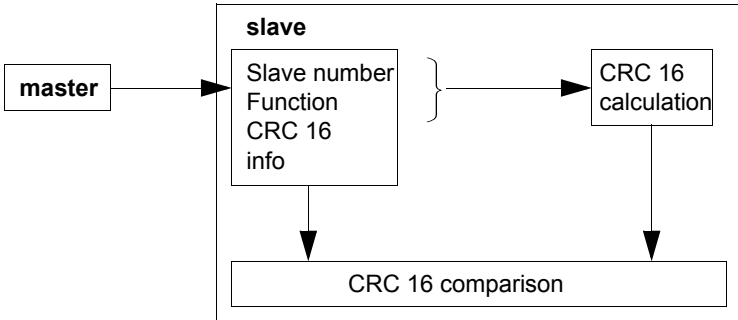 slave
master
Slave number
Function
CRC 16
info
CRC 16
calculation
CRC 16 comparison